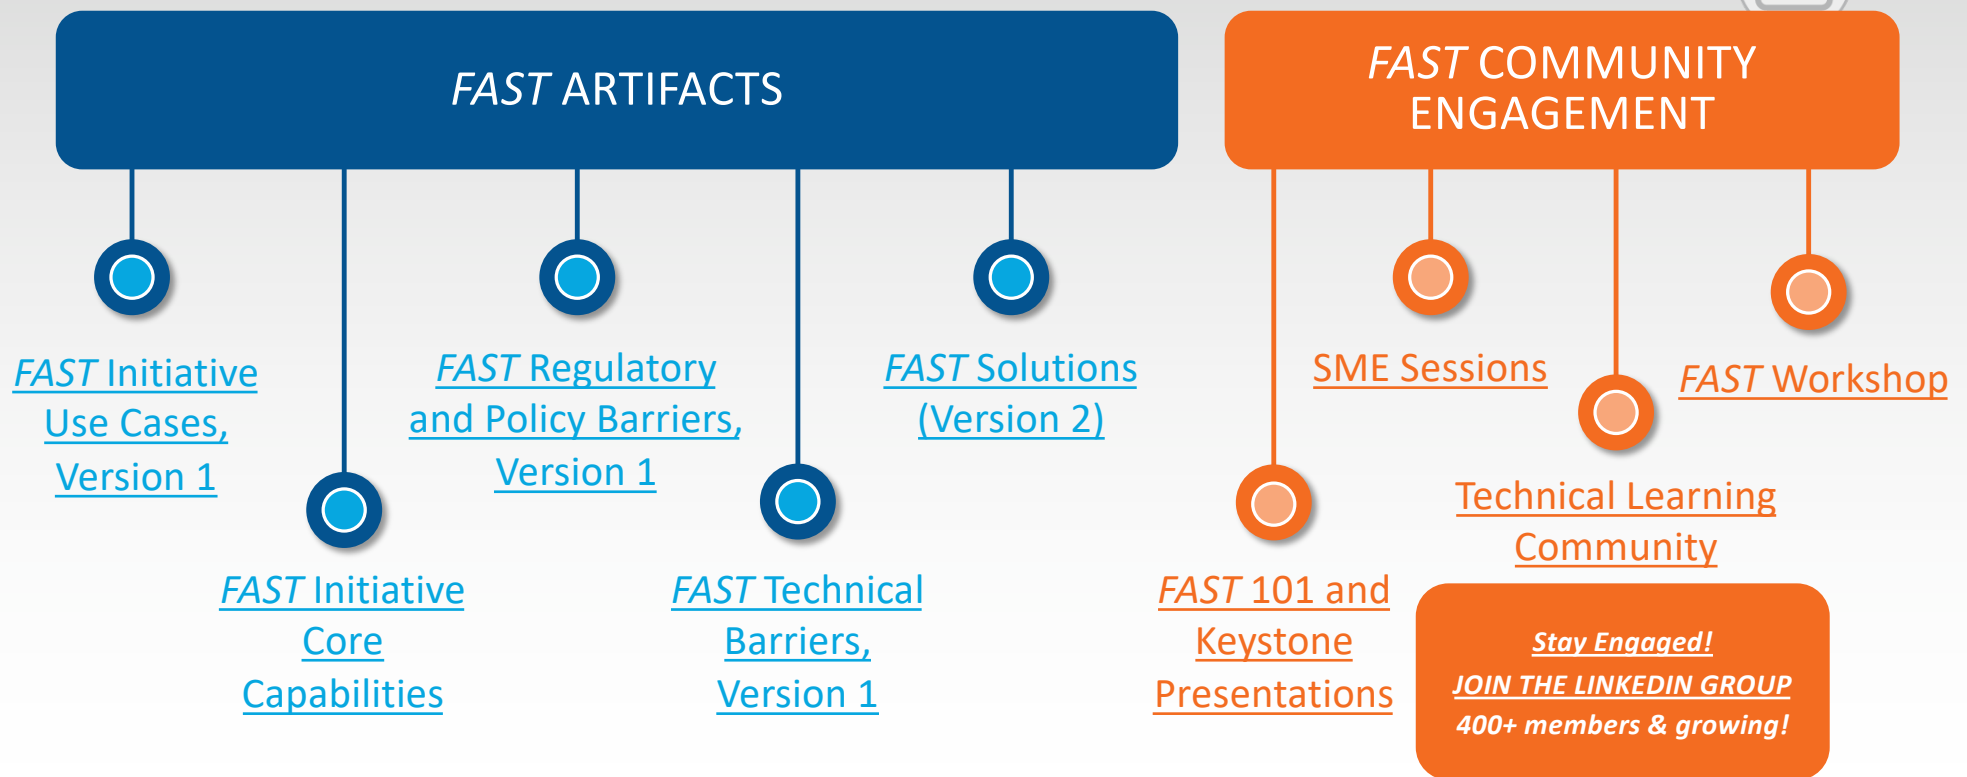 FAST ARTIFACTS
FAST Initiative
Use Cases,
Version 1
FAST Initiative
Core
Capabilities
FAST Regulatory
and Policy Barriers,
Version 1
FAST Technical
Barriers,
Version 1
FAST Solutions
(Version 2)
FAST COMMUNITY
ENGAGEMENT
FAST 101 and
Keystone
Presentations
SME Sessions
Technical Learning
Community
FAST Workshop
Stay Engaged!
JOIN THE LINKEDIN GROUP
400+ members & growing!